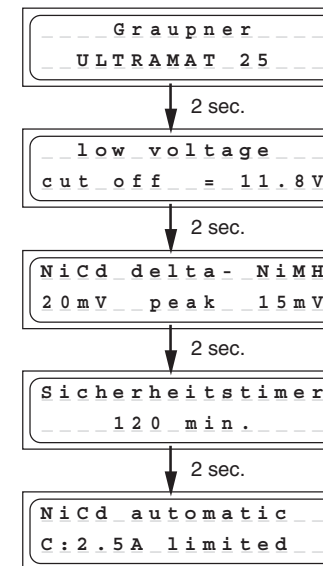 Graupner
ULTRAMAT 25
2 sec.
low voltage
cut off = 11.8V
2 sec.
NiCd delta- NiMH
20mV peak 15mV
2 sec.
Sicherheitstimer
120 min.
2 sec.
NiCd automatic
C:2.5A limited